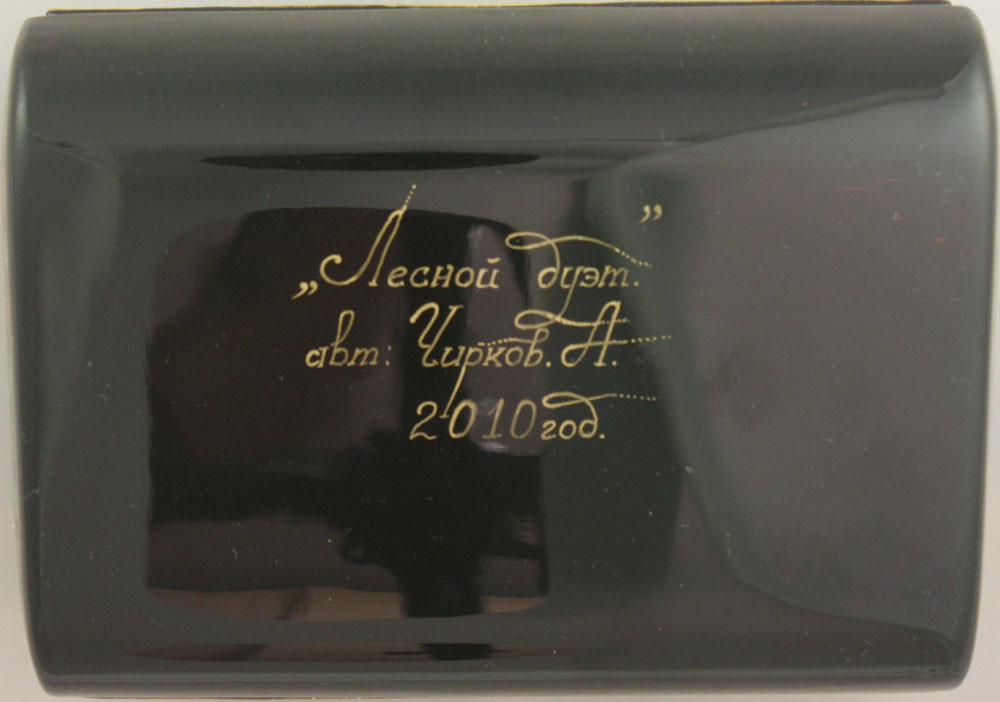 „Лесной дуэт.”
авт: Чирков. А.
2010 год.